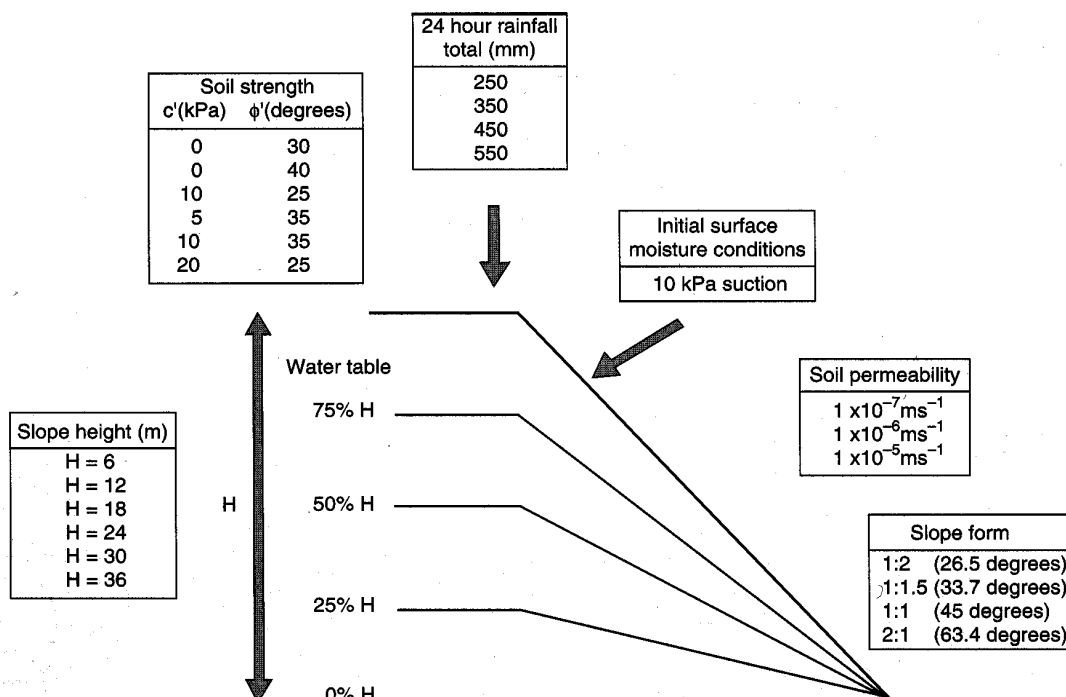 24 hour rainfall
total (mm)
250
350
450
550
Soil strength
c'(kPa) ϕ'(degrees)
0 30
0 40
10 25
5 35
10 35
20 25
Initial surface
moisture conditions
10 kPa suction
Water table
75% H
50% H
25% H
0% H
H
Slope height (m)
H = 6
H = 12
H = 18
H = 24
H = 30
H = 36
Soil permeability
1 x10⁻⁷ms⁻¹
1 x10⁻⁶ms⁻¹
1 x10⁻⁵ms⁻¹
Slope form
1:2 (26.5 degrees)
1:1.5 (33.7 degrees)
1:1 (45 degrees)
2:1 (63.4 degrees)